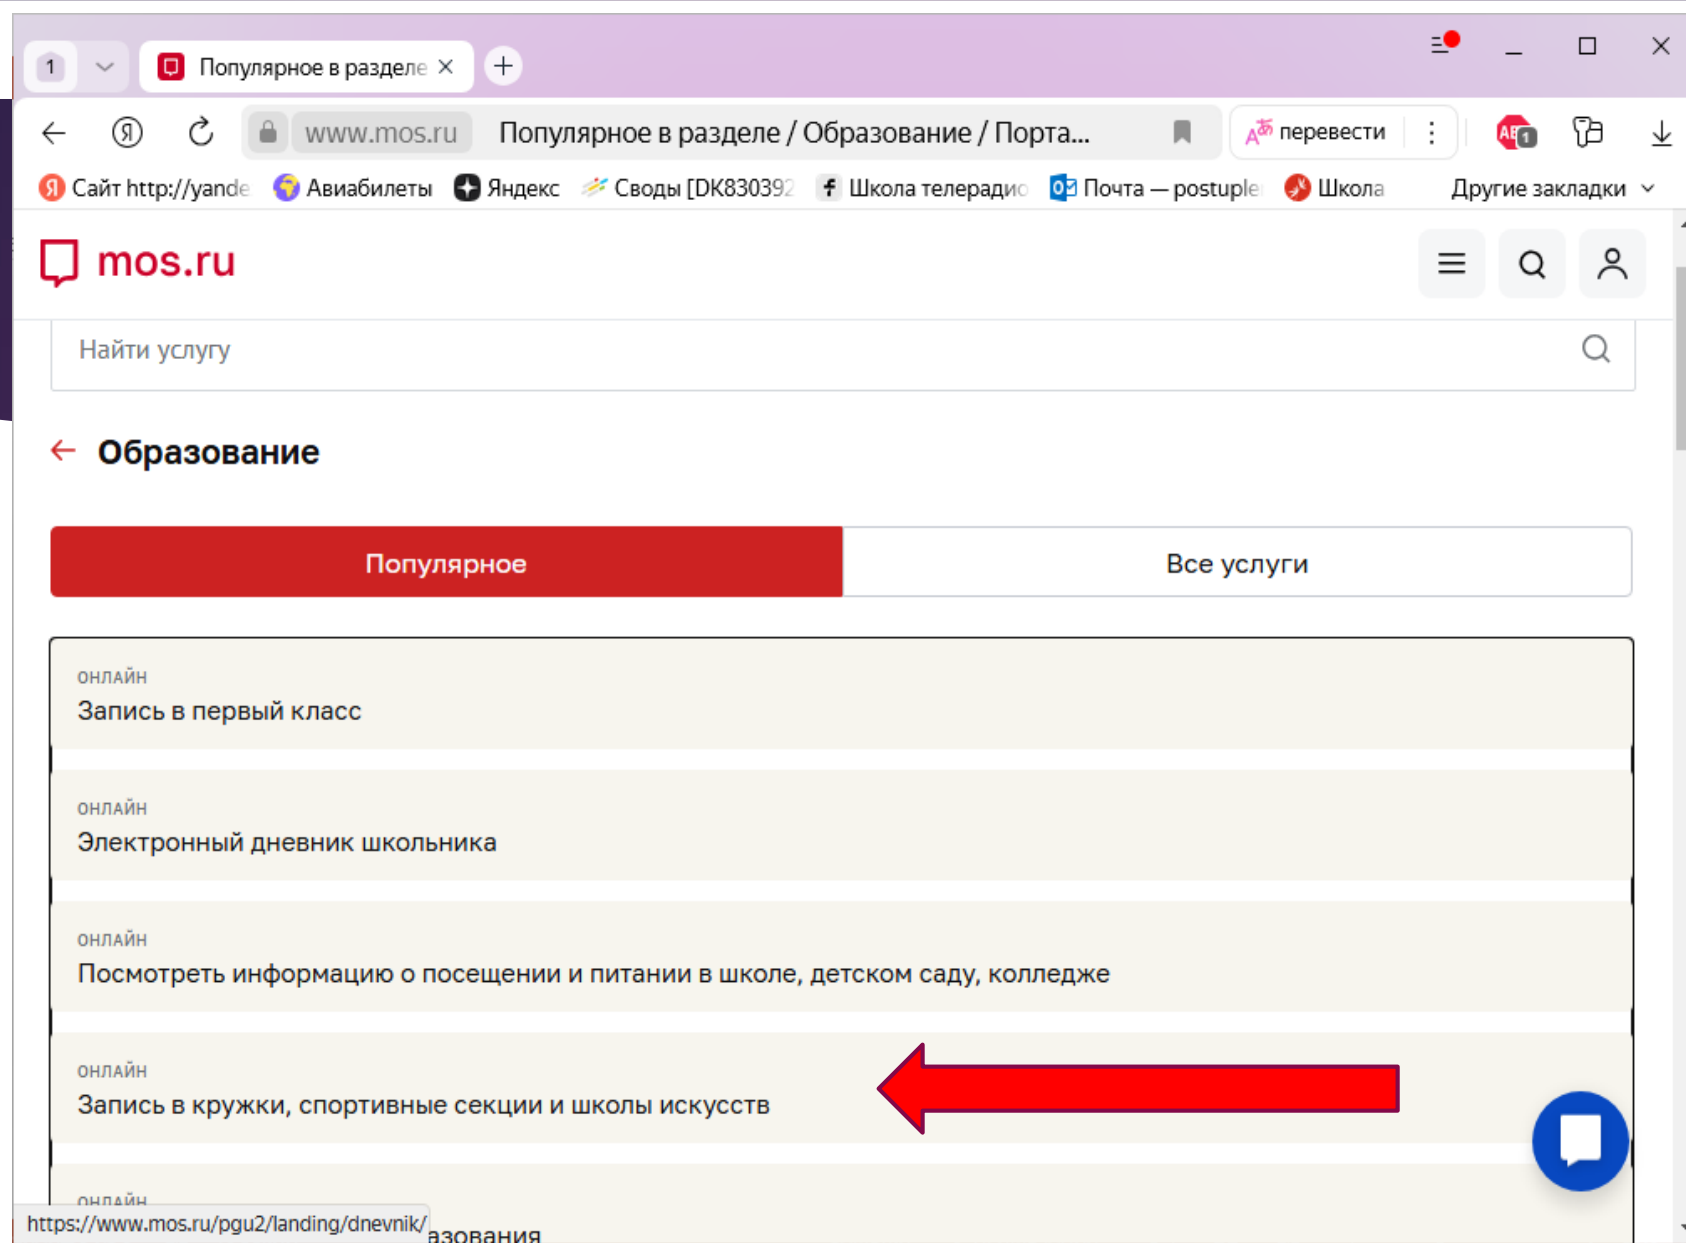 1
Популярное в разделе
www.mos.ru
Популярное в разделе / Образование / Порта...
перевести
1
Сайт http://yande
Авиабилеты
Яндекс
Своды [DK830392
Школа телерадио
Почта — postuple
Школа
Другие закладки
mos.ru
Найти услугу
Образование
Популярное
Все услуги
ОНЛАЙН
Запись в первый класс
ОНЛАЙН
Электронный дневник школьника
ОНЛАЙН
Посмотреть информацию о посещении и питании в школе, детском саду, колледже
ОНЛАЙН
Запись в кружки, спортивные секции и школы искусств
ОНЛАЙН
https://www.mos.ru/pgu2/landing/dnevnik/
азования